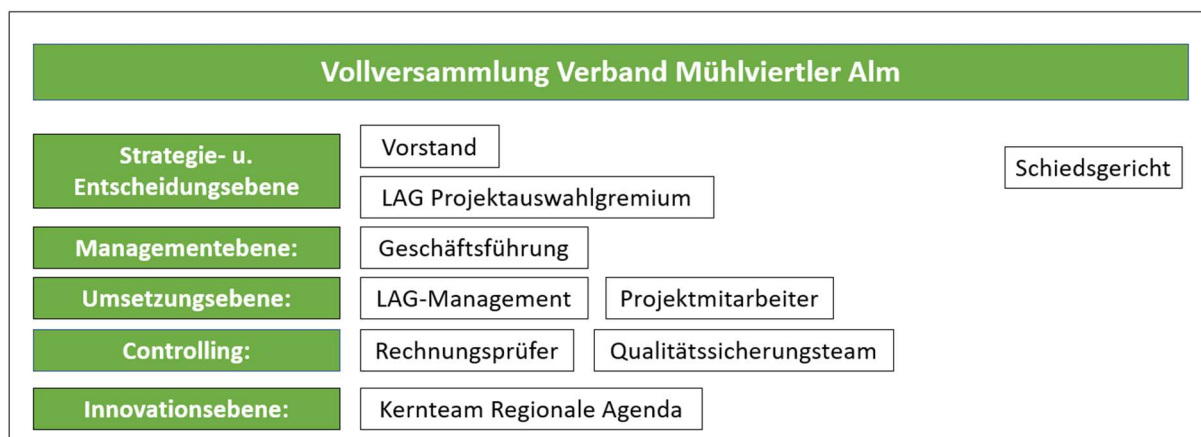 Vollversammlung Verband Mühlviertler Alm
Strategie- u.
Entscheidungsebene
Vorstand
LAG Projektauswahlgremium
Schiedsgericht
Managementebene:
Geschäftsführung
Umsetzungsebene:
LAG-Management
Projektmitarbeiter
Controlling:
Rechnungsprüfer
Qualitätssicherungsteam
Innovationsebene:
Kernteam Regionale Agenda